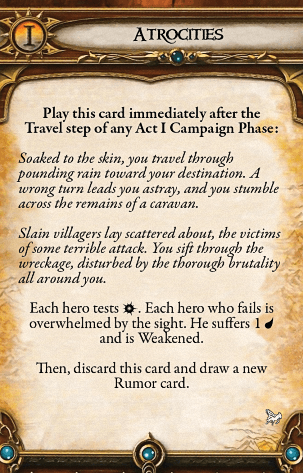 I
Atrocities
Play this card immediately after the
Travel step of any Act I Campaign Phase:
Soaked to the skin, you travel through
pounding rain toward your destination. A
wrong turn leads you astray, and you stumble
across the remains of a caravan.
Slain villagers lay scattered about, the victims
of some terrible attack. You sift through the
wreckage, disturbed by the thorough brutality
all around you.
Each hero tests . Each hero who fails is
overwhelmed by the sight. He suffers 1
and is Weakened.
Then, discard this card and draw a new
Rumor card.